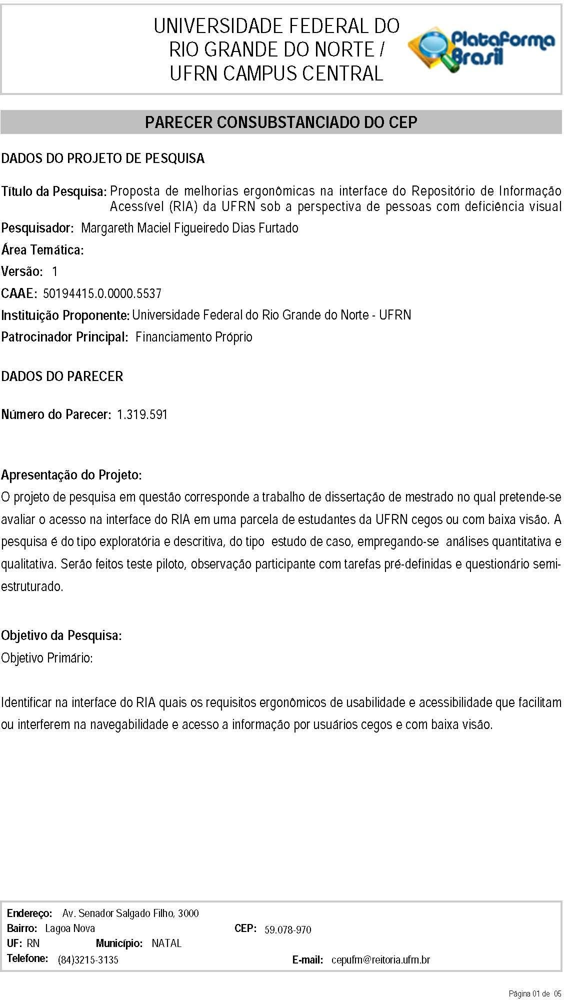 UNIVERSIDADE FEDERAL DO
RIO GRANDE DO NORTE /
UFRN CAMPUS CENTRAL
Plataforma
Brasil
PARECER CONSUBSTANCIADO DO CEP
DADOS DO PROJETO DE PESQUISA
Título da Pesquisa: Proposta de melhorias ergonômicas na interface do Repositório de Informação
Acessível (RIA) da UFRN sob a perspectiva de pessoas com deficiência visual
Pesquisador: Margareth Maciel Figueiredo Dias Furtado
Área Temática:
Versão: 1
CAAE: 50194415.0.0000.5537
Instituição Proponente: Universidade Federal do Rio Grande do Norte - UFRN
Patrocinador Principal: Financiamento Próprio
DADOS DO PARECER
Número do Parecer: 1.319.591
Apresentação do Projeto:
O projeto de pesquisa em questão corresponde a trabalho de dissertação de mestrado no qual pretende-se
avaliar o acesso na interface do RIA em uma parcela de estudantes da UFRN cegos ou com baixa visão. A
pesquisa é do tipo exploratória e descritiva, do tipo estudo de caso, empregando-se análises quantitativa e
qualitativa. Serão feitos teste piloto, observação participante com tarefas pré-definidas e questionário semi-
estruturado.
Objetivo da Pesquisa:
Objetivo Primário:
Identificar na interface do RIA quais os requisitos ergonômicos de usabilidade e acessibilidade que facilitam
ou interferem na navegabilidade e acesso a informação por usuários cegos e com baixa visão.
Endereço: Av. Senador Salgado Filho, 3000
Bairro: Lagoa Nova CEP: 59.078-970
UF: RN Município: NATAL
Telefone: (84)3215-3135 E-mail: cepufrn@reitoria.ufrn.br
Página 01 de 05